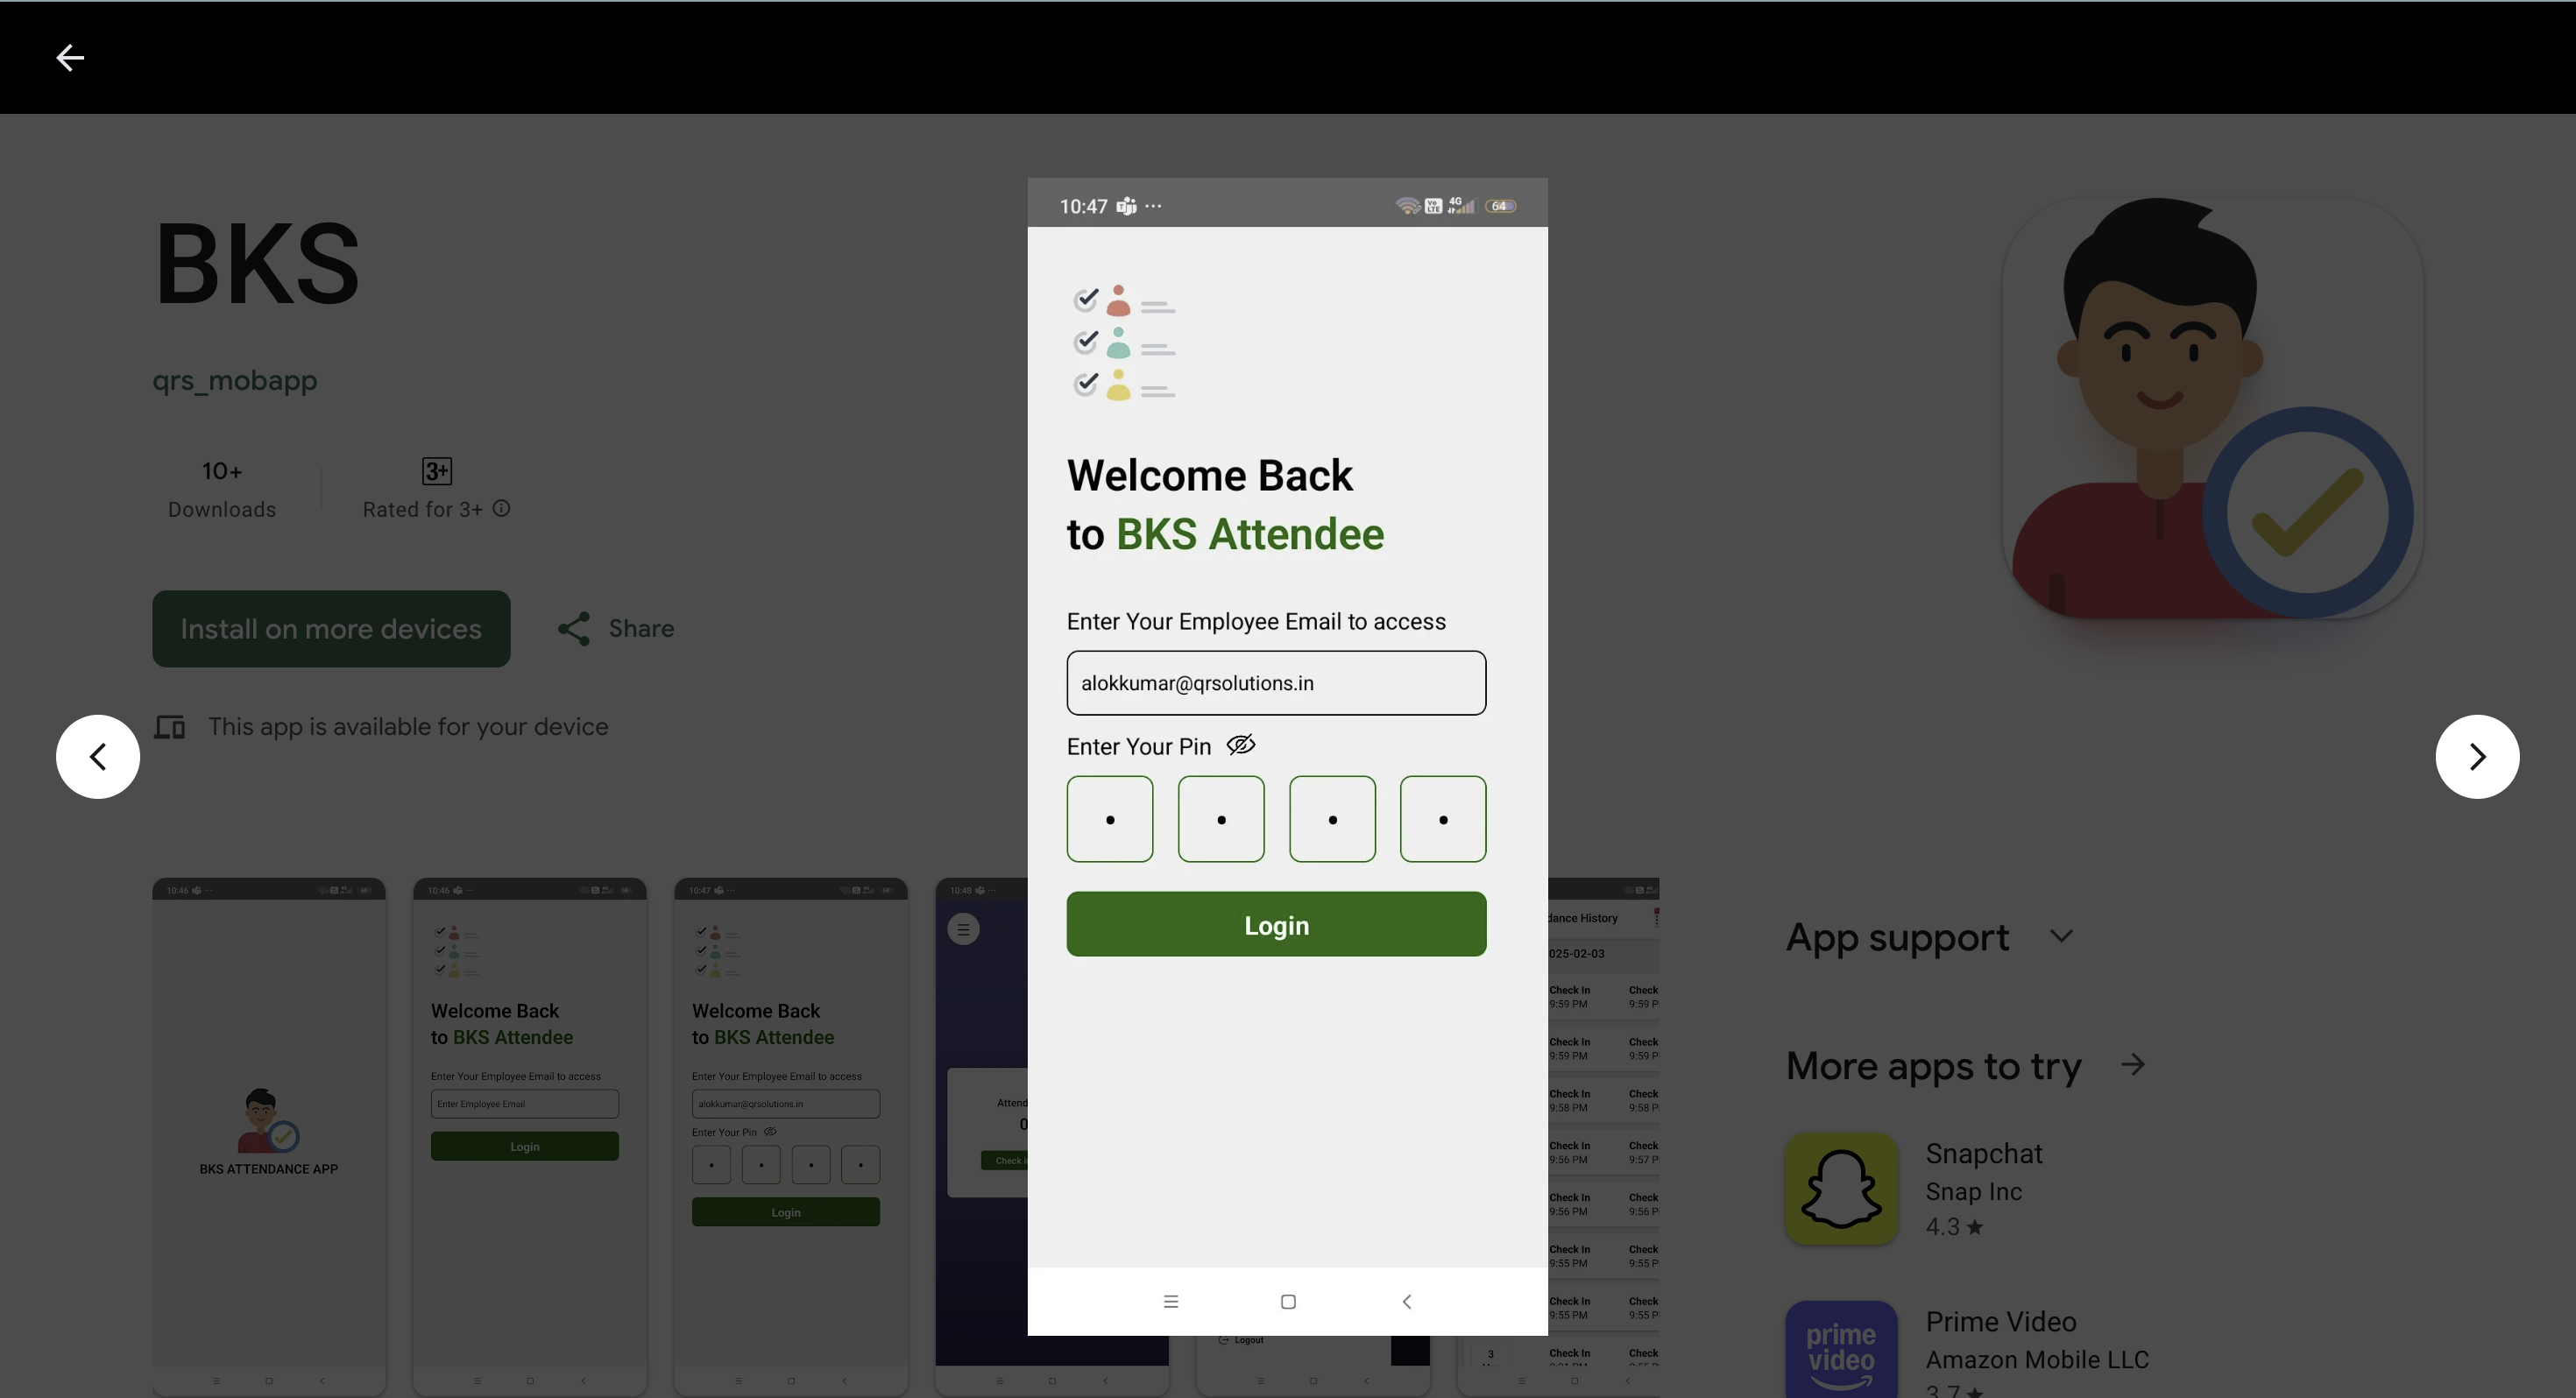 BKS
qrs_mobapp
10+
Downloads
3+
Rated for 3+
Install on more devices
Share
This app is available for your device
10:47
Vo LTE
4G
64
Welcome Back
to BKS Attendee
Enter Your Employee Email to access
alokkumar@qrsolutions.in
Enter Your Pin
Login
10:46
BKS ATTENDANCE APP
10:46
Welcome Back
to BKS Attendee
Enter Your Employee Email to access
Enter Employee Email
Login
10:47
Welcome Back
to BKS Attendee
Enter Your Employee Email to access
alokkumar@qrsolutions.in
Enter Your Pin
Login
10:48
Attend
0
Check I
Logout
dance History
025-02-03
Check In Check
9:59 PM 9:59 P
Check In Check
9:59 PM 9:59 P
Check In Check
9:58 PM 9:58 P
Check In Check
9:56 PM 9:57 P
Check In Check
9:56 PM 9:56 P
Check In Check
9:55 PM 9:55 P
Check In Check
9:55 PM 9:55 P
3 Check In Check
App support
More apps to try
Snapchat
Snap Inc
4.3
prime video
Prime Video
Amazon Mobile LLC
3.7